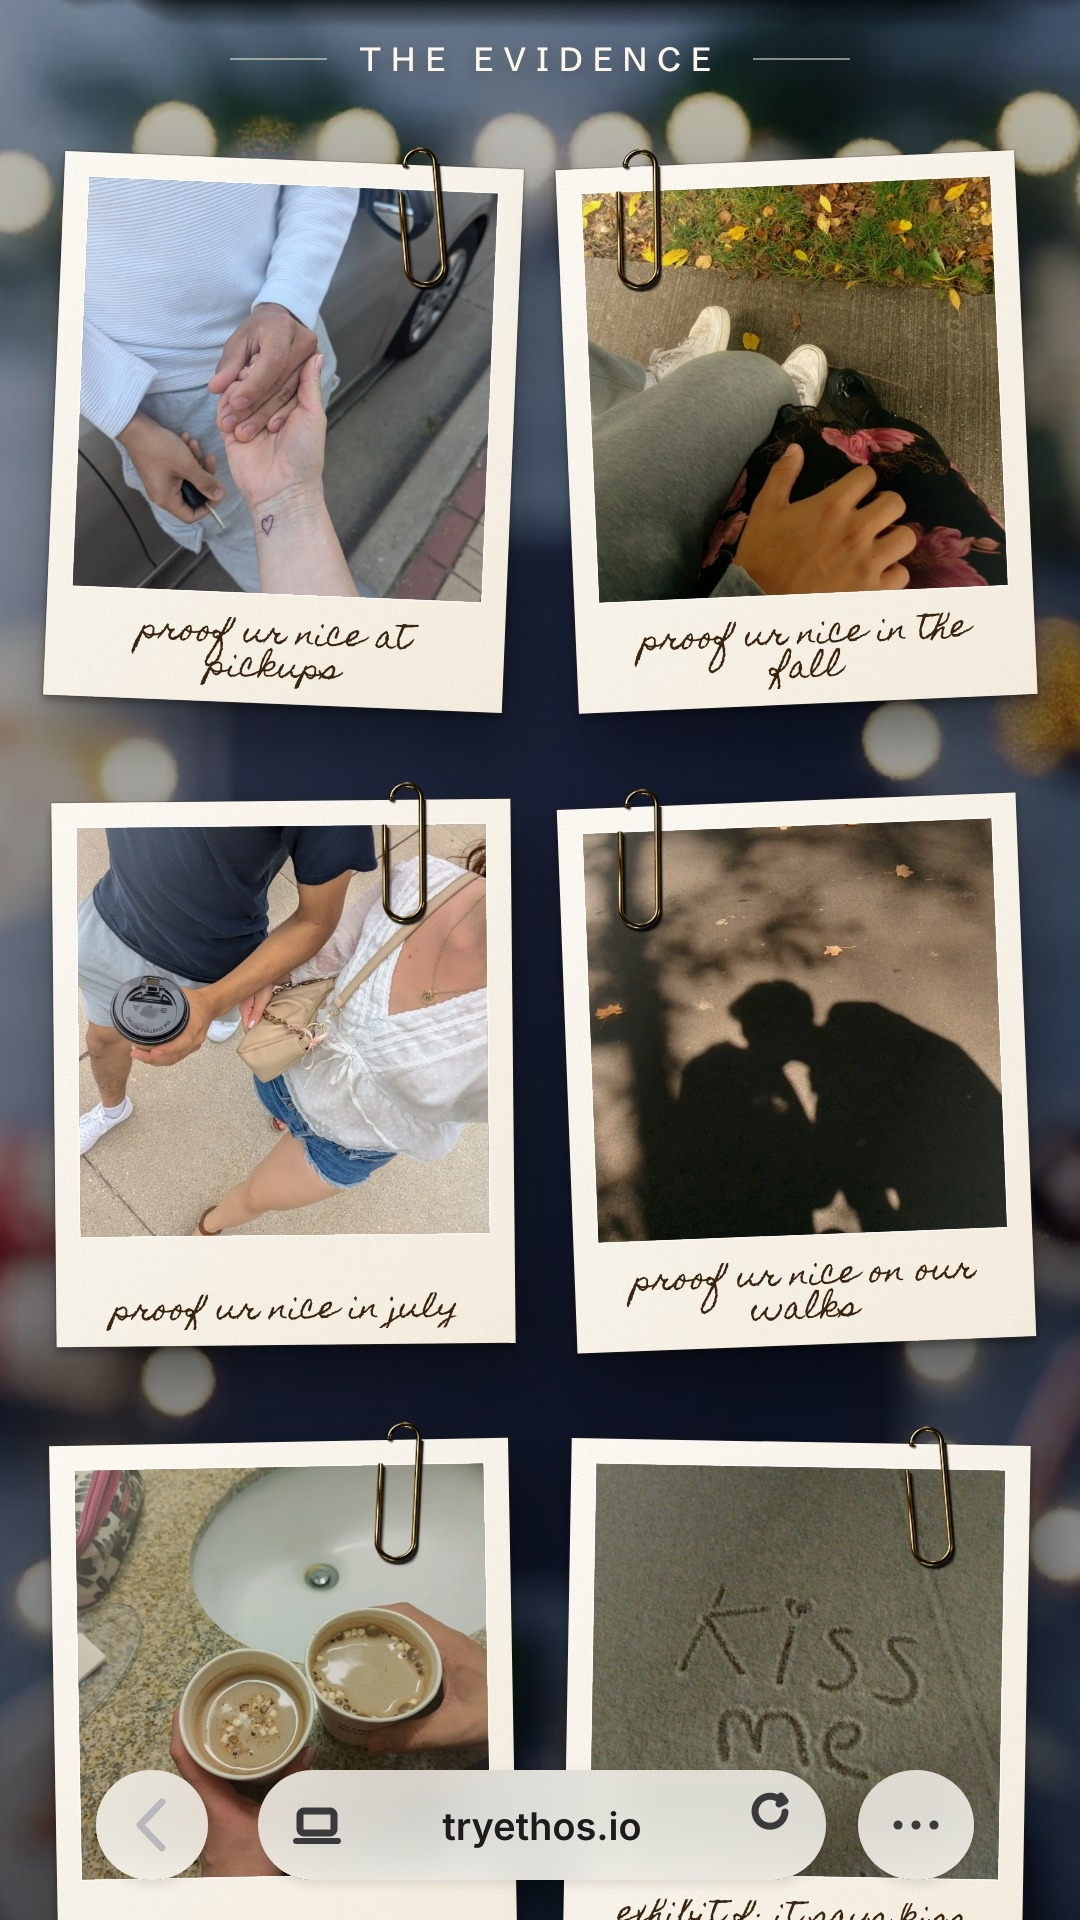 THE EVIDENCE
proof ur nice at
pickups
proof ur nice in the
fall
proof ur nice in july
proof ur nice on our
walks
Kiss
me
tryethos.io